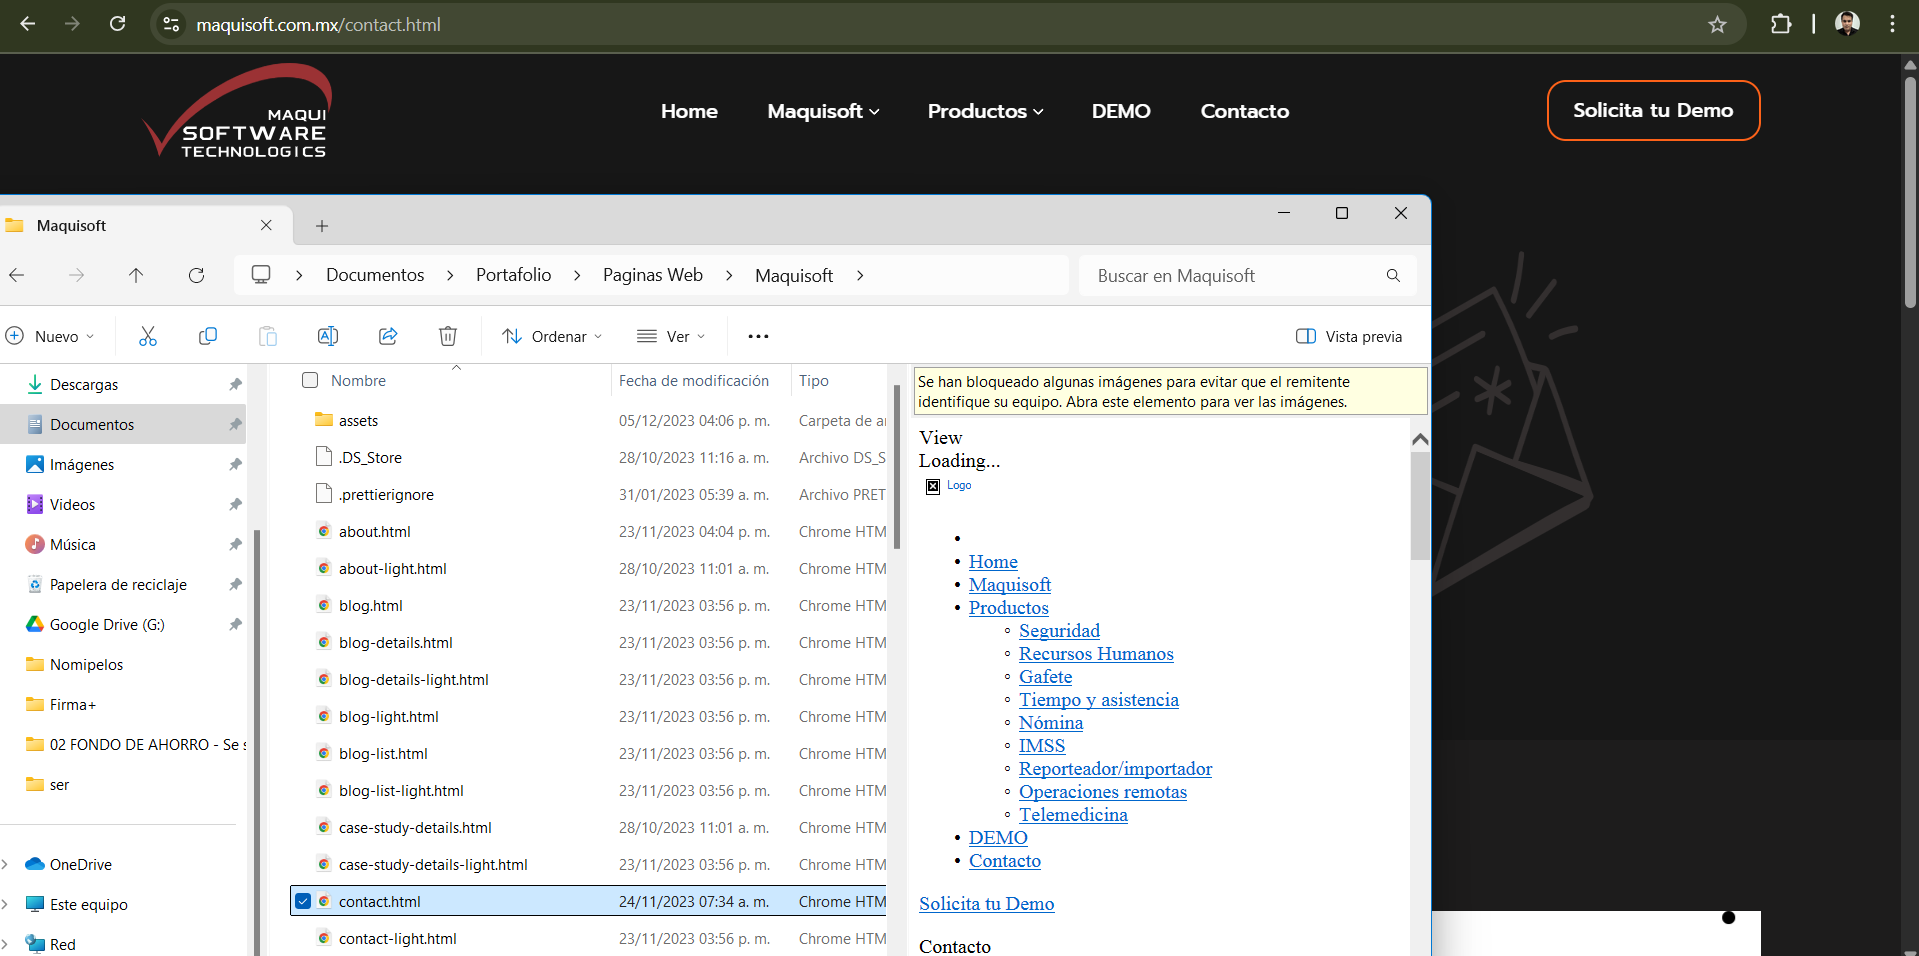 maquisoft.com.mx/contact.html
MAQUI
SOFTWARE
TECHNOLOGICS
Home
Maquisoft
Productos
DEMO
Contacto
Solicita tu Demo
Maquisoft
Documentos
Portafolio
Paginas Web
Maquisoft
Buscar en Maquisoft
Nuevo
Ordenar
Ver
Vista previa
Descargas
Documentos
Imágenes
Videos
Música
Papelera de reciclaje
Google Drive (G:)
Nomipelos
Firma+
02 FONDO DE AHORRO - Se s
ser
OneDrive
Este equipo
Red
Nombre Fecha de modificación Tipo
assets 05/12/2023 04:06 p. m. Carpeta de ar
.DS_Store 28/10/2023 11:16 a. m. Archivo DS_S
.prettierignore 31/01/2023 05:39 a. m. Archivo PRET
about.html 23/11/2023 04:04 p. m. Chrome HTM
about-light.html 28/10/2023 11:01 a. m. Chrome HTM
blog.html 23/11/2023 03:56 p. m. Chrome HTM
blog-details.html 23/11/2023 03:56 p. m. Chrome HTM
blog-details-light.html 23/11/2023 03:56 p. m. Chrome HTM
blog-light.html 23/11/2023 03:56 p. m. Chrome HTM
blog-list.html 23/11/2023 03:56 p. m. Chrome HTM
blog-list-light.html 23/11/2023 03:56 p. m. Chrome HTM
case-study-details.html 28/10/2023 11:01 a. m. Chrome HTM
case-study-details-light.html 23/11/2023 03:56 p. m. Chrome HTM
contact.html 24/11/2023 07:34 a. m. Chrome HTM
contact-light.html 23/11/2023 03:56 p. m. Chrome HTM
Se han bloqueado algunas imágenes para evitar que el remitente
identifique su equipo. Abra este elemento para ver las imágenes.
View
Loading...
Logo
Home
Maquisoft
Productos
Seguridad
Recursos Humanos
Gafete
Tiempo y asistencia
Nómina
IMSS
Reporteador/importador
Operaciones remotas
Telemedicina
DEMO
Contacto
Solicita tu Demo
Contacto